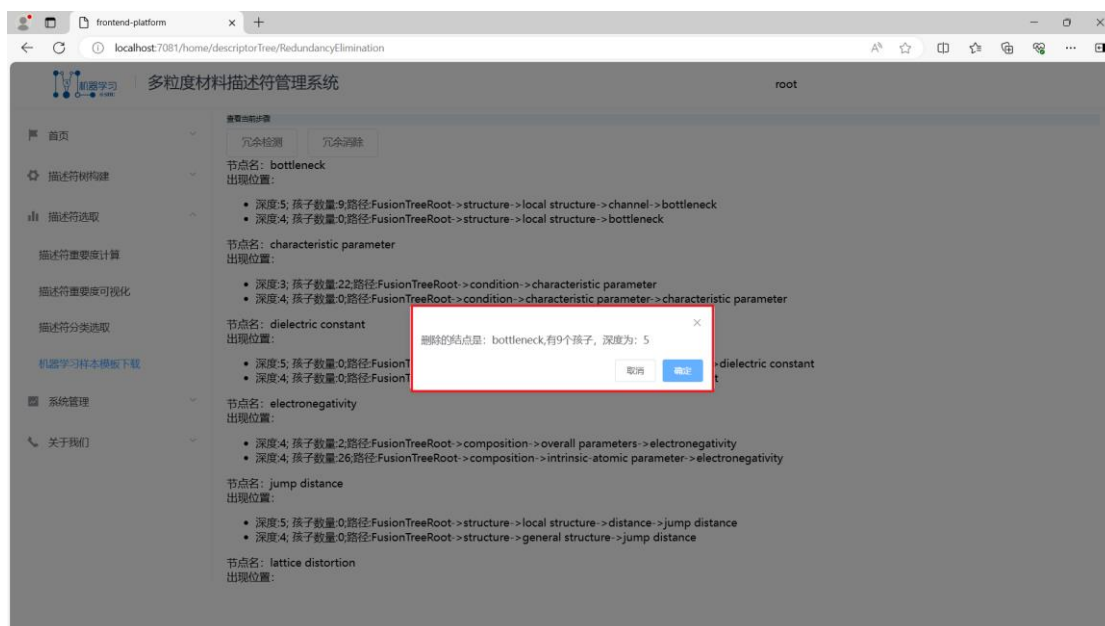 frontend-platform
localhost:7081/home/descriptorTree/RedundancyElimination
机器学习
多粒度材料描述符管理系统
root
首页
描述符树构建
描述符选取
描述符重要度计算
描述符重要度可视化
描述符分类选取
机器学习样本模板下载
系统管理
关于我们
查看当前步骤
冗余检测 冗余消除
节点名：bottleneck
出现位置：
• 深度:5; 孩子数量:9;路径:FusionTreeRoot->structure->local structure->channel->bottleneck
• 深度:4; 孩子数量:0;路径:FusionTreeRoot->structure->local structure->bottleneck
节点名：characteristic parameter
出现位置：
• 深度:3; 孩子数量:22;路径:FusionTreeRoot->condition->characteristic parameter
• 深度:4; 孩子数量:0;路径:FusionTreeRoot->condition->characteristic parameter->characteristic parameter
节点名：dielectric constant
出现位置：
• 深度:5; 孩子数量:0;路径:FusionT >dielectric constant
• 深度:4; 孩子数量:0;路径:FusionT t
删除的结点是：bottleneck,有9个孩子，深度为：5
取消 确定
节点名：electronegativity
出现位置：
• 深度:4; 孩子数量:2;路径:FusionTreeRoot->composition->overall parameters->electronegativity
• 深度:4; 孩子数量:26;路径:FusionTreeRoot->composition->intrinsic-atomic parameter->electronegativity
节点名：jump distance
出现位置：
• 深度:5; 孩子数量:0;路径:FusionTreeRoot->structure->local structure->distance->jump distance
• 深度:4; 孩子数量:0;路径:FusionTreeRoot->structure->general structure->jump distance
节点名：lattice distortion
出现位置：